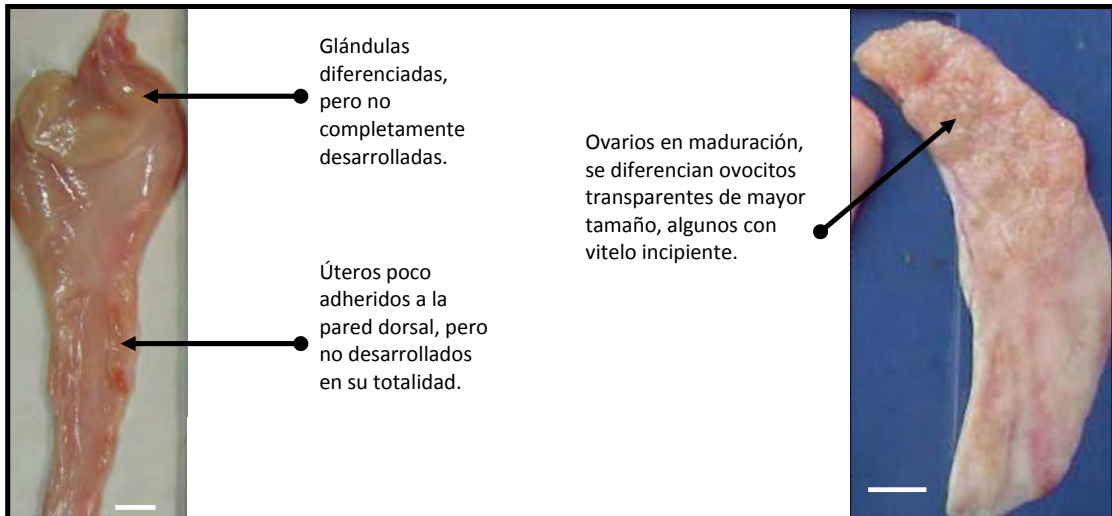 Glándulas
diferenciadas,
pero no
completamente
desarrolladas.
Úteros poco
adheridos a la
pared dorsal, pero
no desarrollados
en su totalidad.
Ovarios en maduración,
se diferencian ovocitos
transparentes de mayor
tamaño, algunos con
vitelo incipiente.